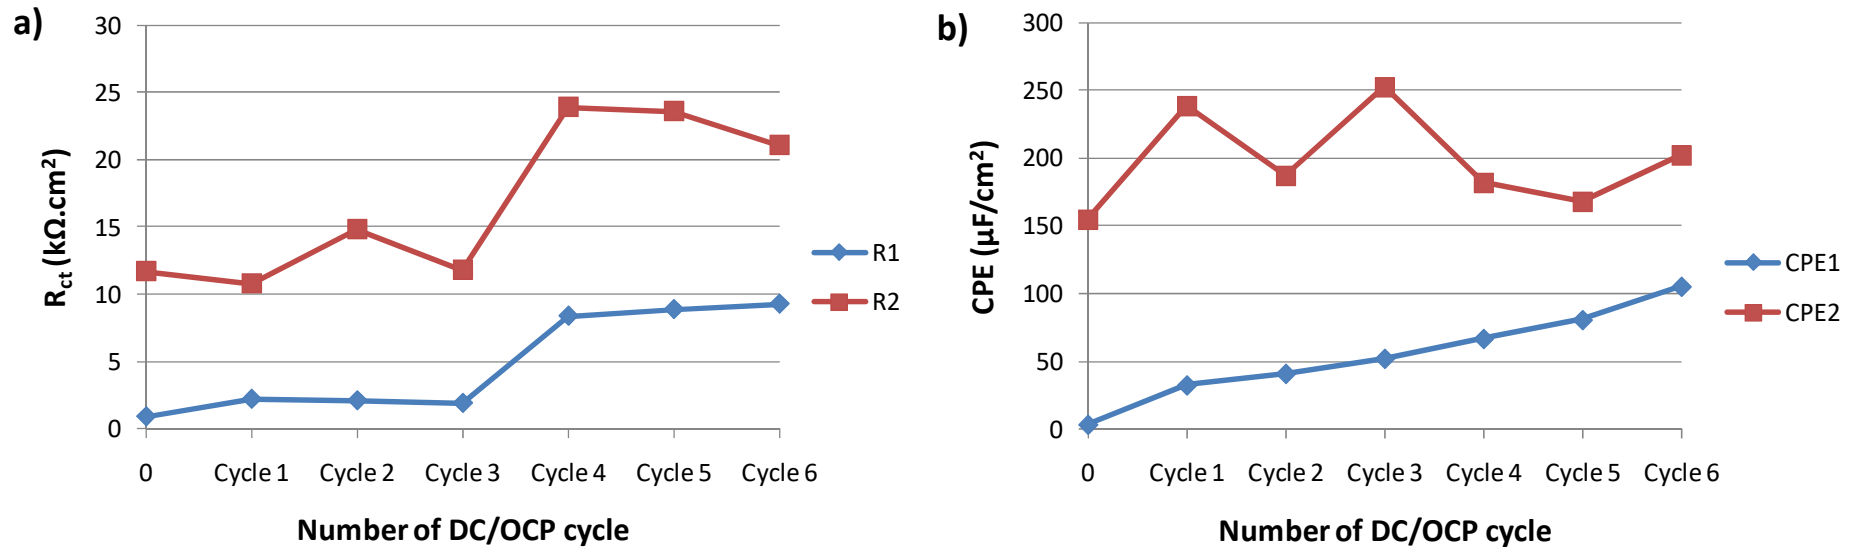 a)
30
25
20
15
10
5
0
R_ct (kΩ.cm²)
0 Cycle 1 Cycle 2 Cycle 3 Cycle 4 Cycle 5 Cycle 6
Number of DC/OCP cycle
R1
R2
b)
300
250
200
150
100
50
0
CPE (µF/cm²)
0 Cycle 1 Cycle 2 Cycle 3 Cycle 4 Cycle 5 Cycle 6
Number of DC/OCP cycle
CPE1
CPE2